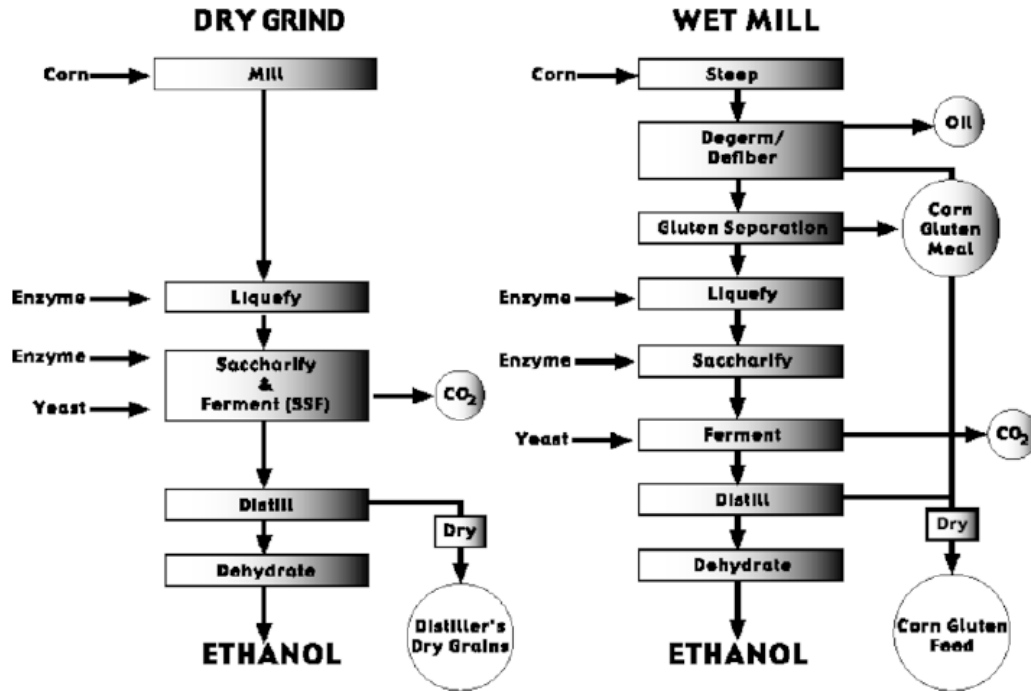 DRY GRIND
Corn
Mill
Enzyme
Liquefy
Enzyme
Yeast
Saccharify
&
Ferment (SSF)
CO2
Distill
Dry
Dehydrate
Distiller's
Dry Grains
ETHANOL
WET MILL
Corn
Steep
Degerm/
Defiber
Oil
Gluten Separation
Corn
Gluten
Meal
Enzyme
Liquefy
Enzyme
Saccharify
Yeast
Ferment
CO2
Distill
Dry
Dehydrate
Corn Gluten
Feed
ETHANOL